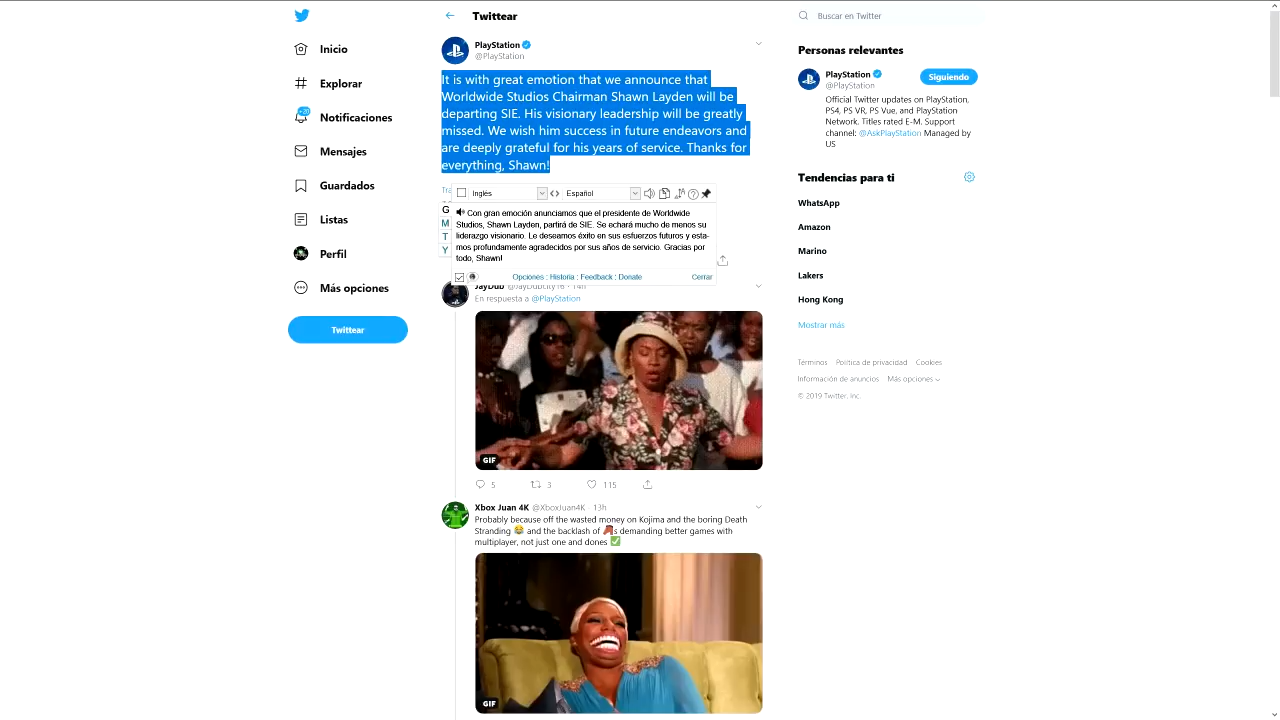 Twittear
Buscar en Twitter
Inicio
Explorar
+20
Notificaciones
Mensajes
Guardados
Listas
Perfil
Más opciones
Twittear
PlayStation
@PlayStation
It is with great emotion that we announce that
Worldwide Studios Chairman Shawn Layden will be
departing SIE. His visionary leadership will be greatly
missed. We wish him success in future endeavors and
are deeply grateful for his years of service. Thanks for
everything, Shawn!
Tra
Inglés
Español
G
M
T
Y
Con gran emoción anunciamos que el presidente de Worldwide
Studios, Shawn Layden, partirá de SIE. Se echará mucho de menos su
liderazgo visionario. Le deseamos éxito en sus esfuerzos futuros y esta-
mos profundamente agradecidos por sus años de servicio. Gracias por
todo, Shawn!
Opciones : Historia : Feedback : Donate
Cerrar
JayDub @JayDubcity16 · 14h
En respuesta a @PlayStation
GIF
5
3
115
Xbox Juan 4K @XboxJuan4K · 13h
Probably because off the wasted money on Kojima and the boring Death
Stranding 😂 and the backlash of s demanding better games with
multiplayer, not just one and dones ✅
GIF
Personas relevantes
PlayStation
@PlayStation
Siguiendo
Official Twitter updates on PlayStation,
PS4, PS VR, PS Vue, and PlayStation
Network. Titles rated E-M. Support
channel: @AskPlayStation Managed by
US
Tendencias para ti
WhatsApp
Amazon
Marino
Lakers
Hong Kong
Mostrar más
Términos Política de privacidad Cookies
Información de anuncios Más opciones
© 2019 Twitter, Inc.